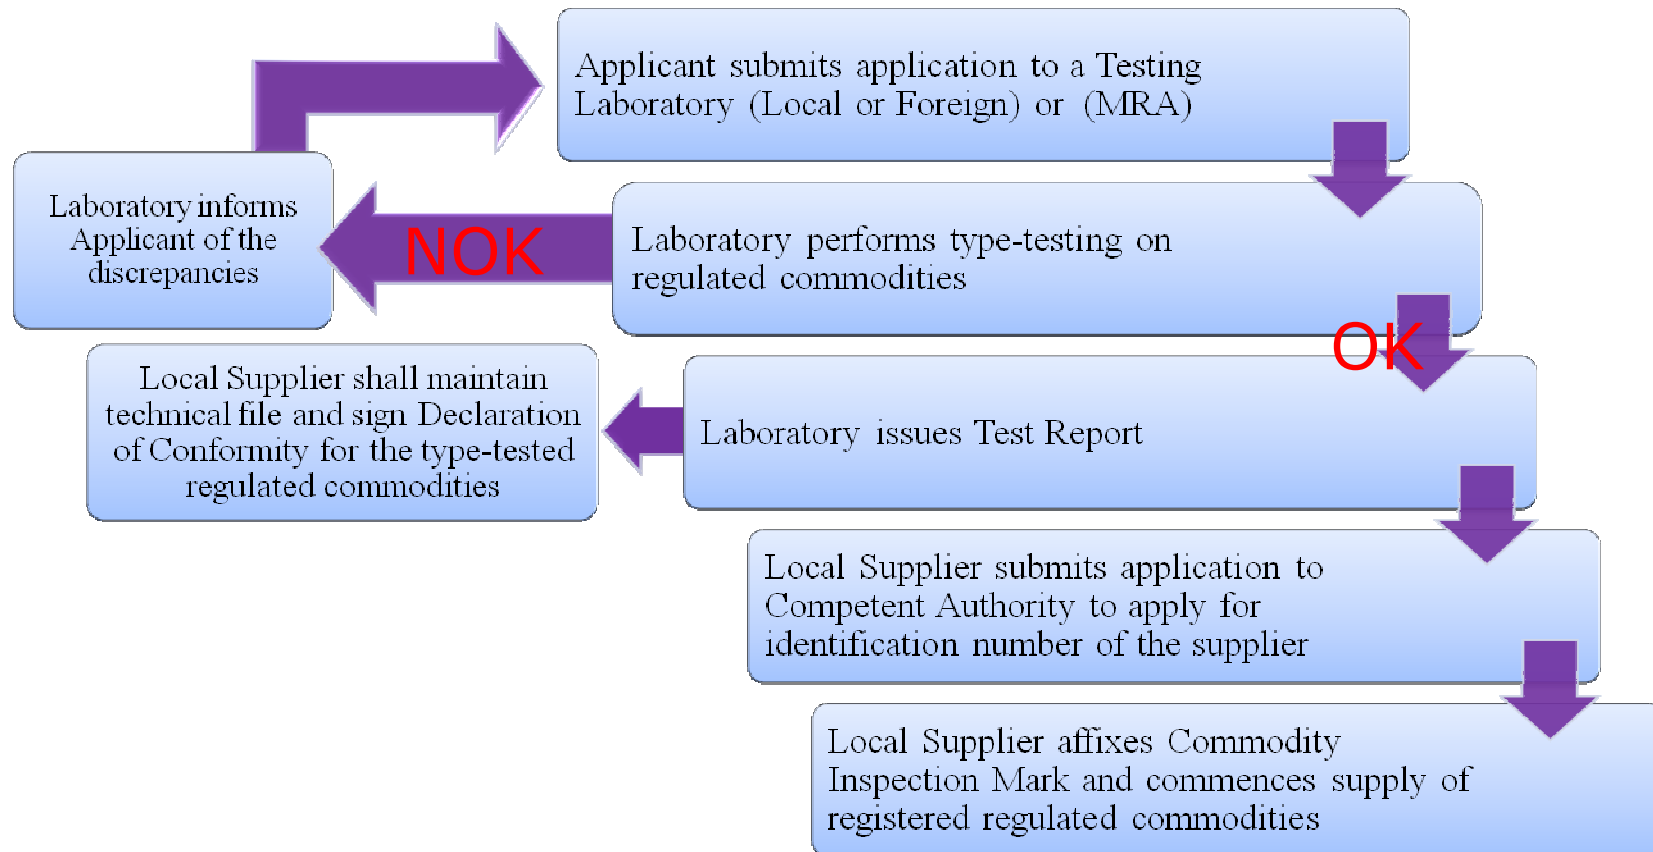 Applicant submits application to a Testing
Laboratory (Local or Foreign) or (MRA)
Laboratory informs
Applicant of the
discrepancies
NOK
Laboratory performs type-testing on
regulated commodities
OK
Local Supplier shall maintain
technical file and sign Declaration
of Conformity for the type-tested
regulated commodities
Laboratory issues Test Report
Local Supplier submits application to
Competent Authority to apply for
identification number of the supplier
Local Supplier affixes Commodity
Inspection Mark and commences supply of
registered regulated commodities